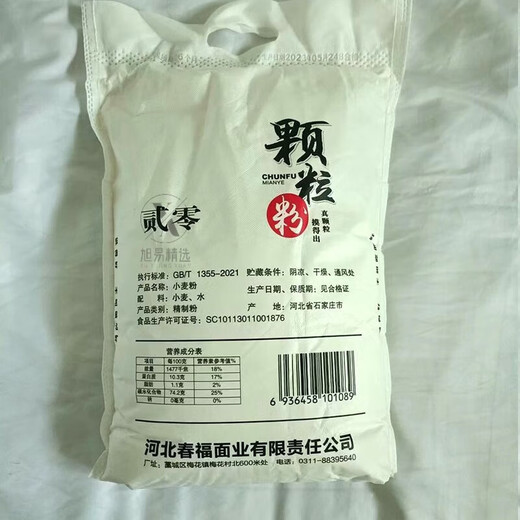 颗粒粉
CHUNFU
MIANYE
真颗粒
摸得出
贰零
旭易精选
执行标准：GB/T 1355-2021
产品名称：小麦粉
配 料：小麦、水
产品类别：精制粉
食品生产许可证号：SC10113011001876
贮藏条件：阴凉、干燥、通风处
生产日期、保质期：见合格证
产 地：河北省石家庄市
营养成分表
项目 每100克 营养素参考值%
能量 1477千焦 18%
蛋白质 10.3克 17%
脂肪 1.1克 2%
碳水化合物 74.2克 25%
钠 0毫克 0%
6 936458 101089
河北春福面业有限责任公司
厂址：藁城区梅花镇梅花村北600米处 电话：0311-88395640